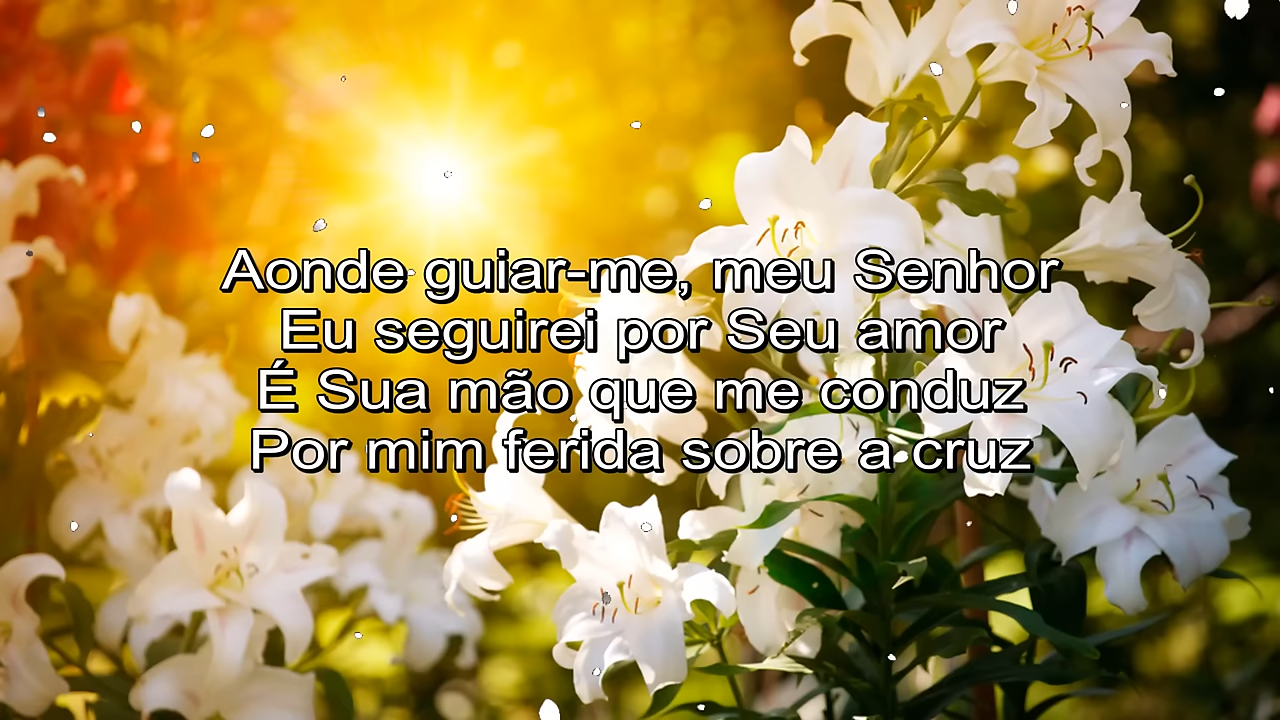 Aonde guiar-me, meu Senhor
Eu seguirei por Seu amor
É Sua mão que me conduz
Por mim ferida sobre a cruz